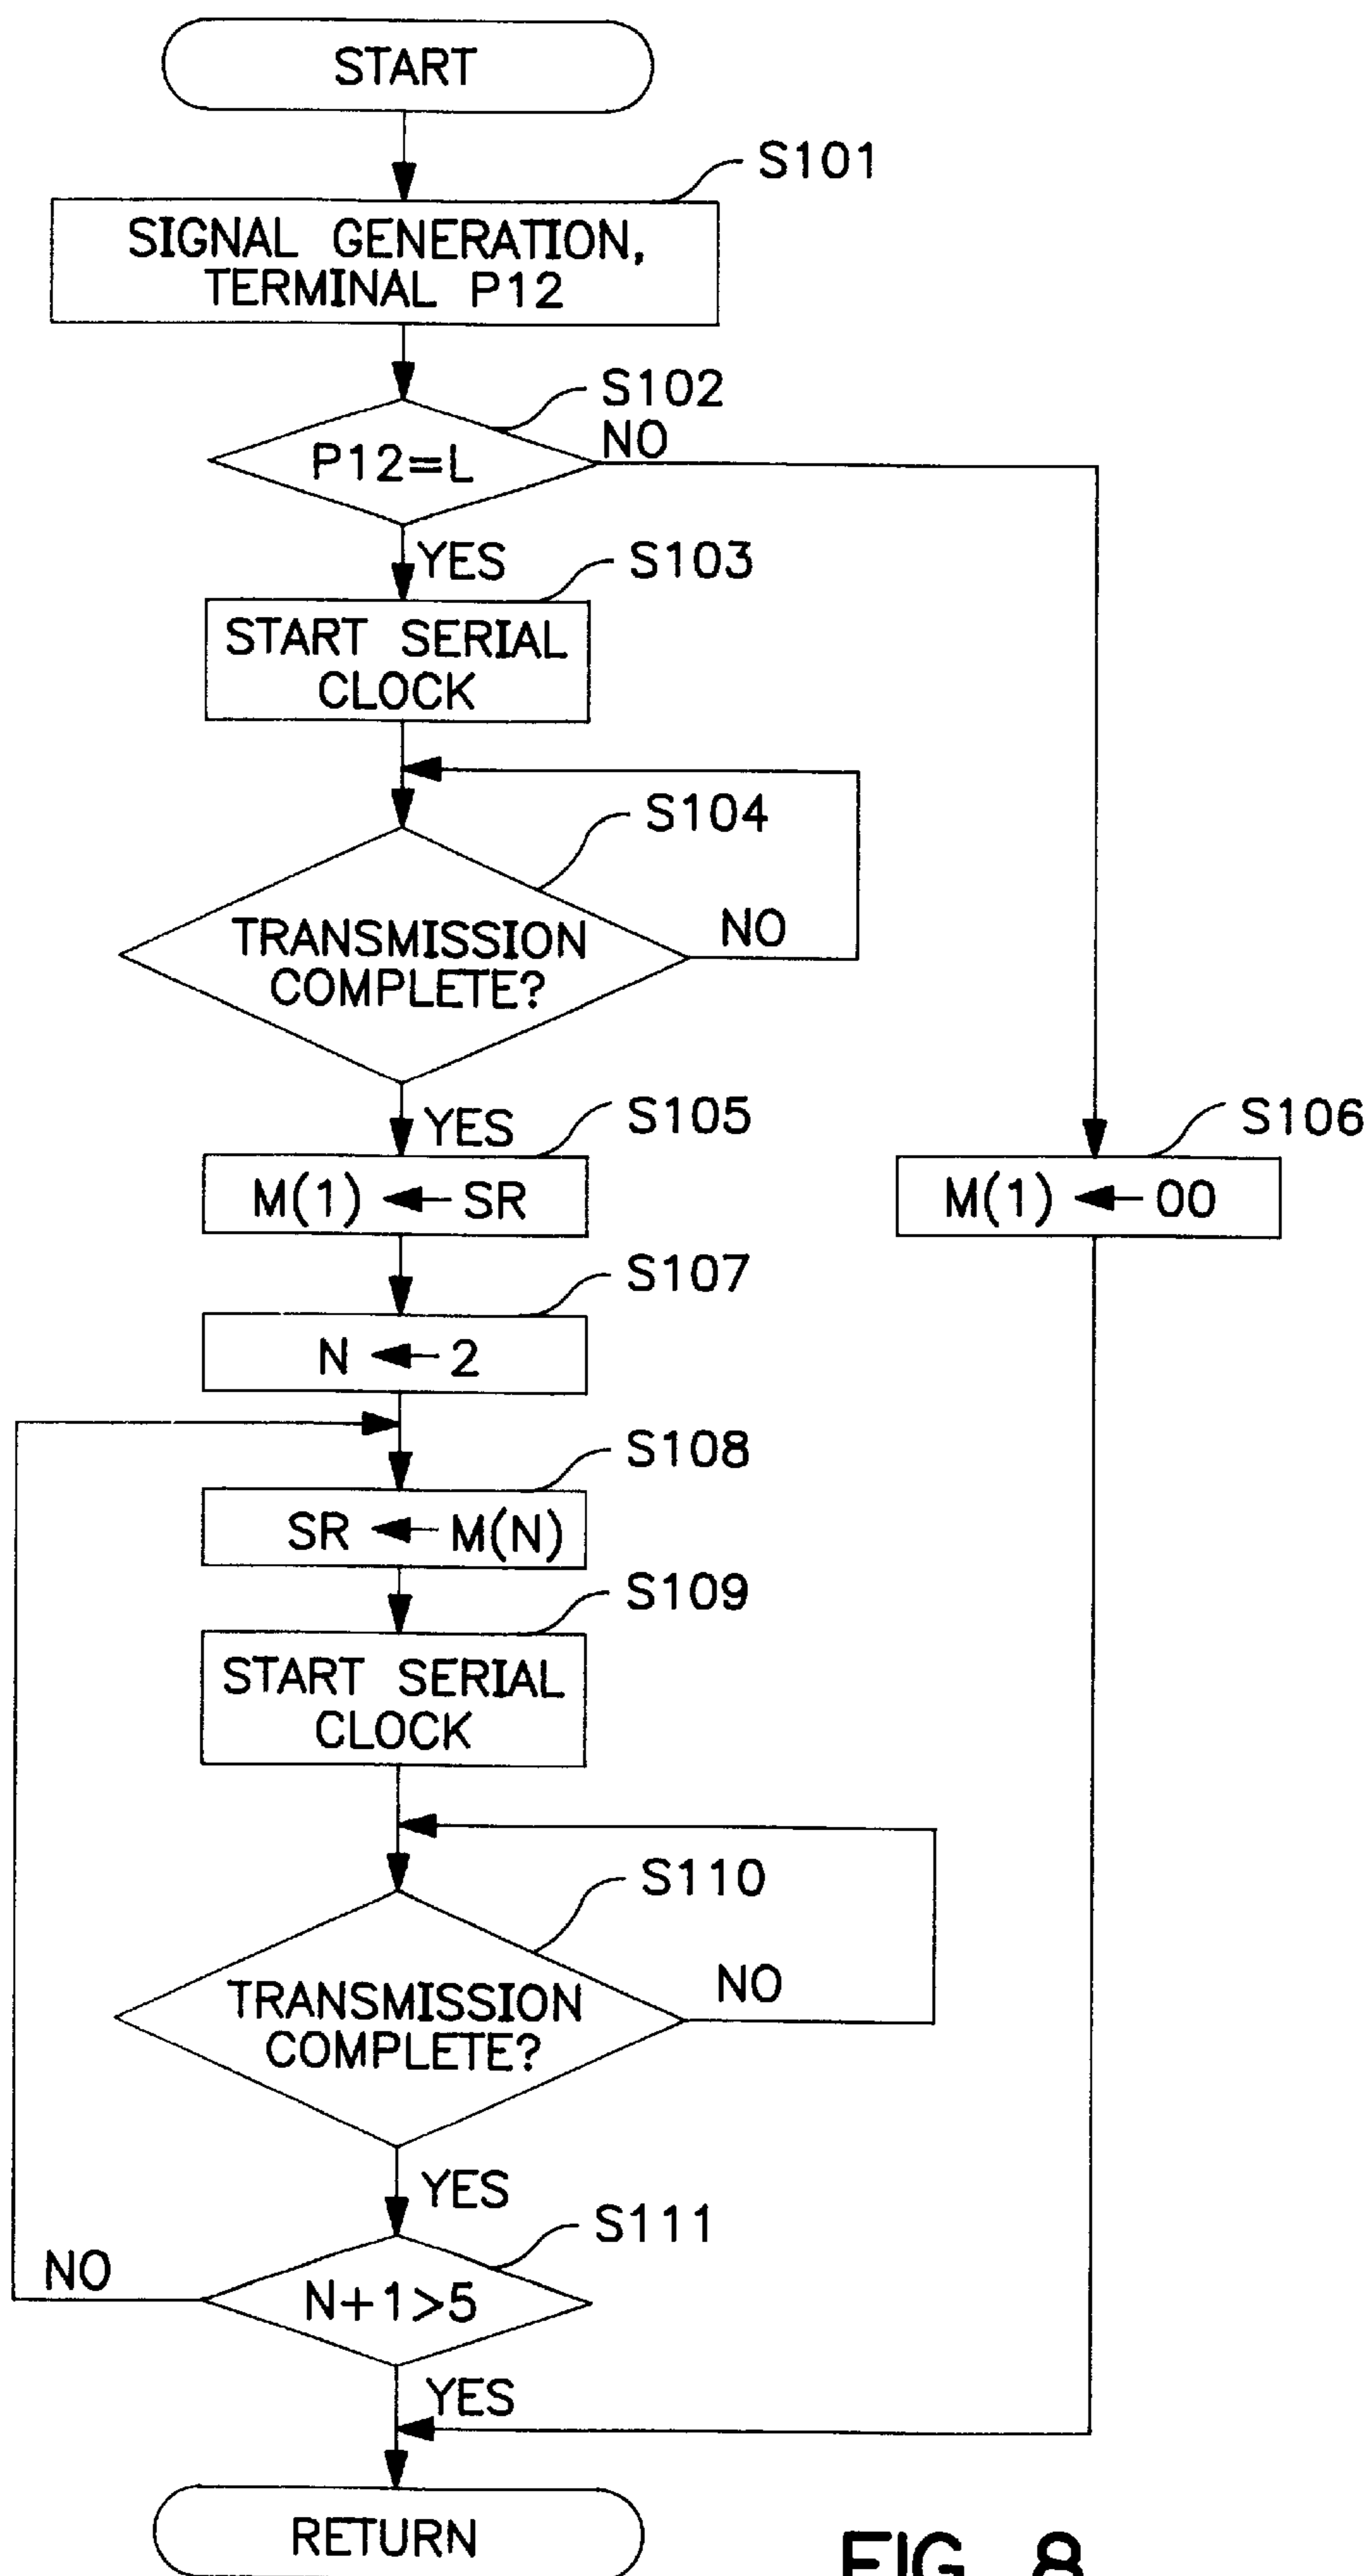 START
S101
SIGNAL GENERATION,
TERMINAL P12
S102
P12=L
NO
YES
S103
START SERIAL
CLOCK
S104
TRANSMISSION
COMPLETE?
NO
YES
S105
M(1) ← SR
S106
M(1) ← 00
S107
N ← 2
S108
SR ← M(N)
S109
START SERIAL
CLOCK
S110
TRANSMISSION
COMPLETE?
NO
YES
S111
NO
N+1>5
YES
RETURN
FIG. 8